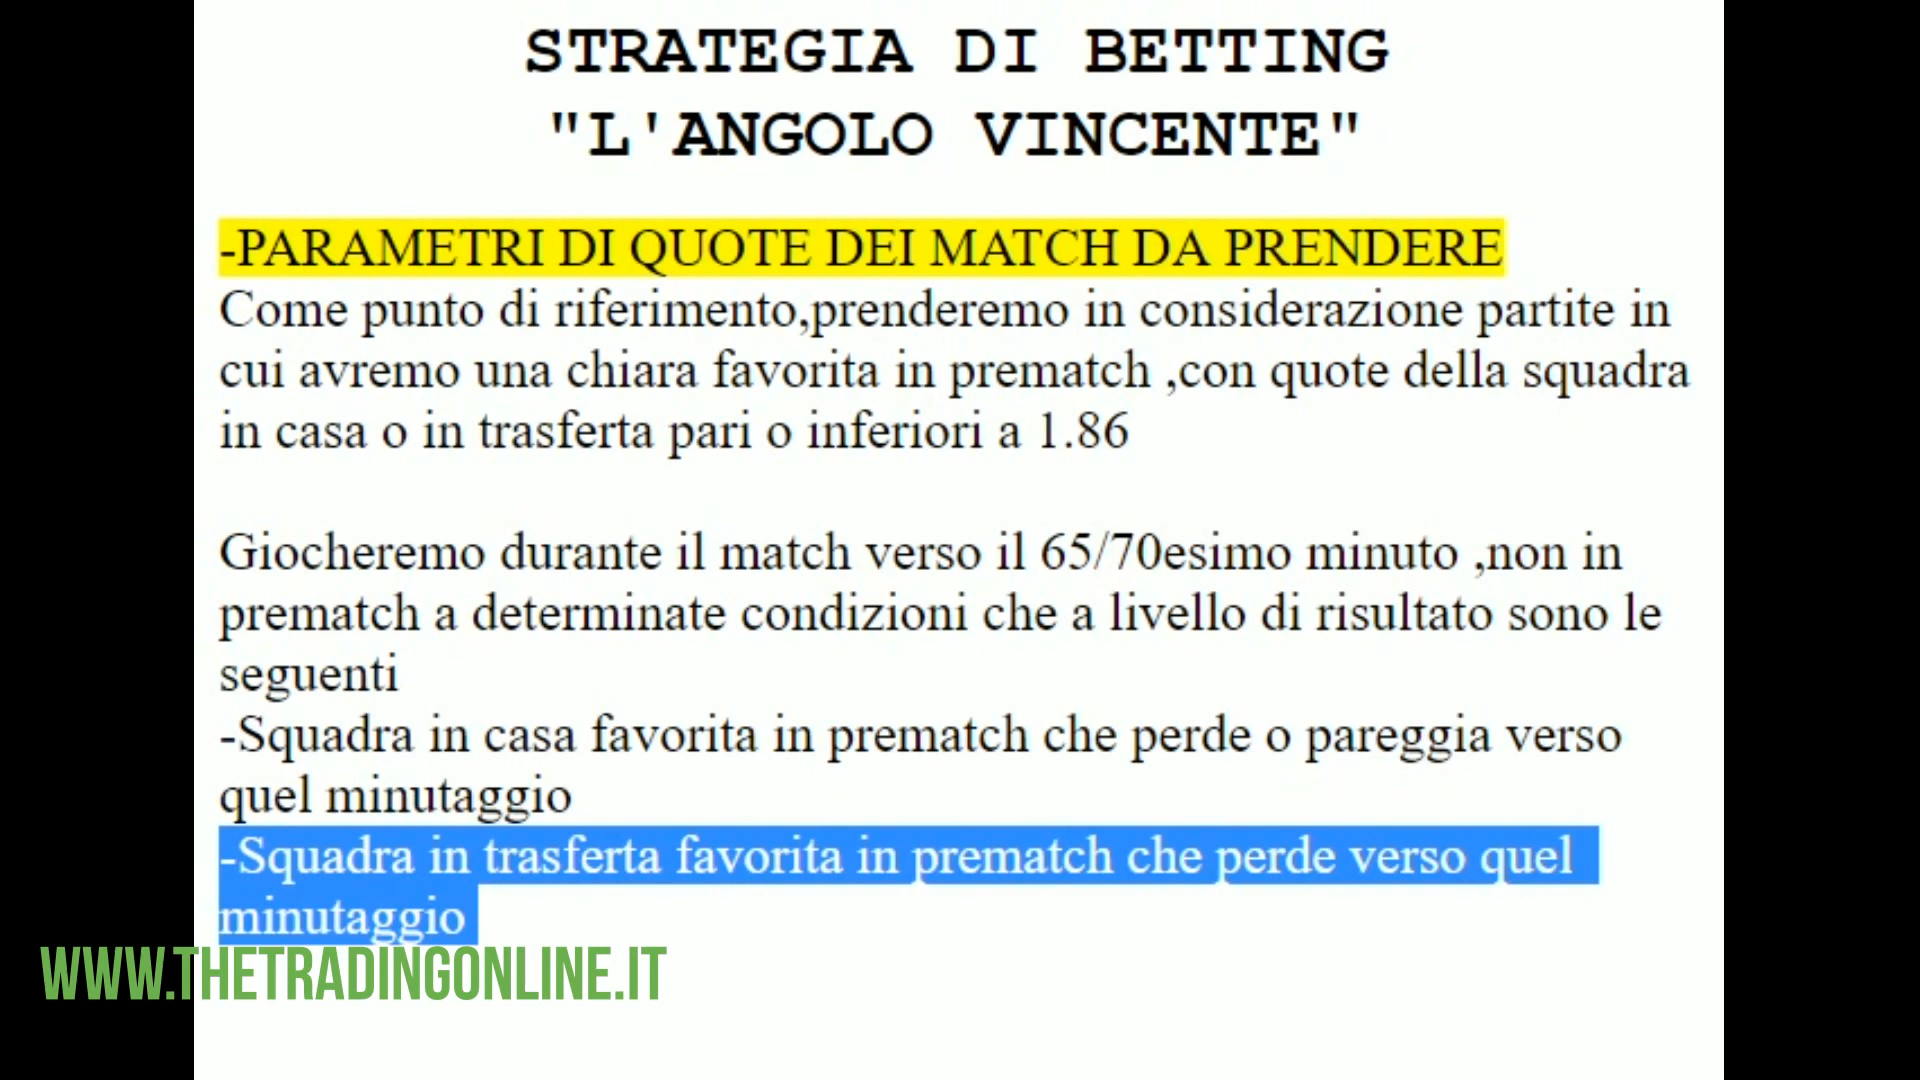 STRATEGIA DI BETTING
"L'ANGOLO VINCENTE"
-PARAMETRI DI QUOTE DEI MATCH DA PRENDERE
Come punto di riferimento,prenderemo in considerazione partite in
cui avremo una chiara favorita in prematch ,con quote della squadra
in casa o in trasferta pari o inferiori a 1.86
Giocheremo durante il match verso il 65/70esimo minuto ,non in
prematch a determinate condizioni che a livello di risultato sono le
seguenti
-Squadra in casa favorita in prematch che perde o pareggia verso
quel minutaggio
-Squadra in trasferta favorita in prematch che perde verso quel
minutaggio
WWW.THETRADINGONLINE.IT